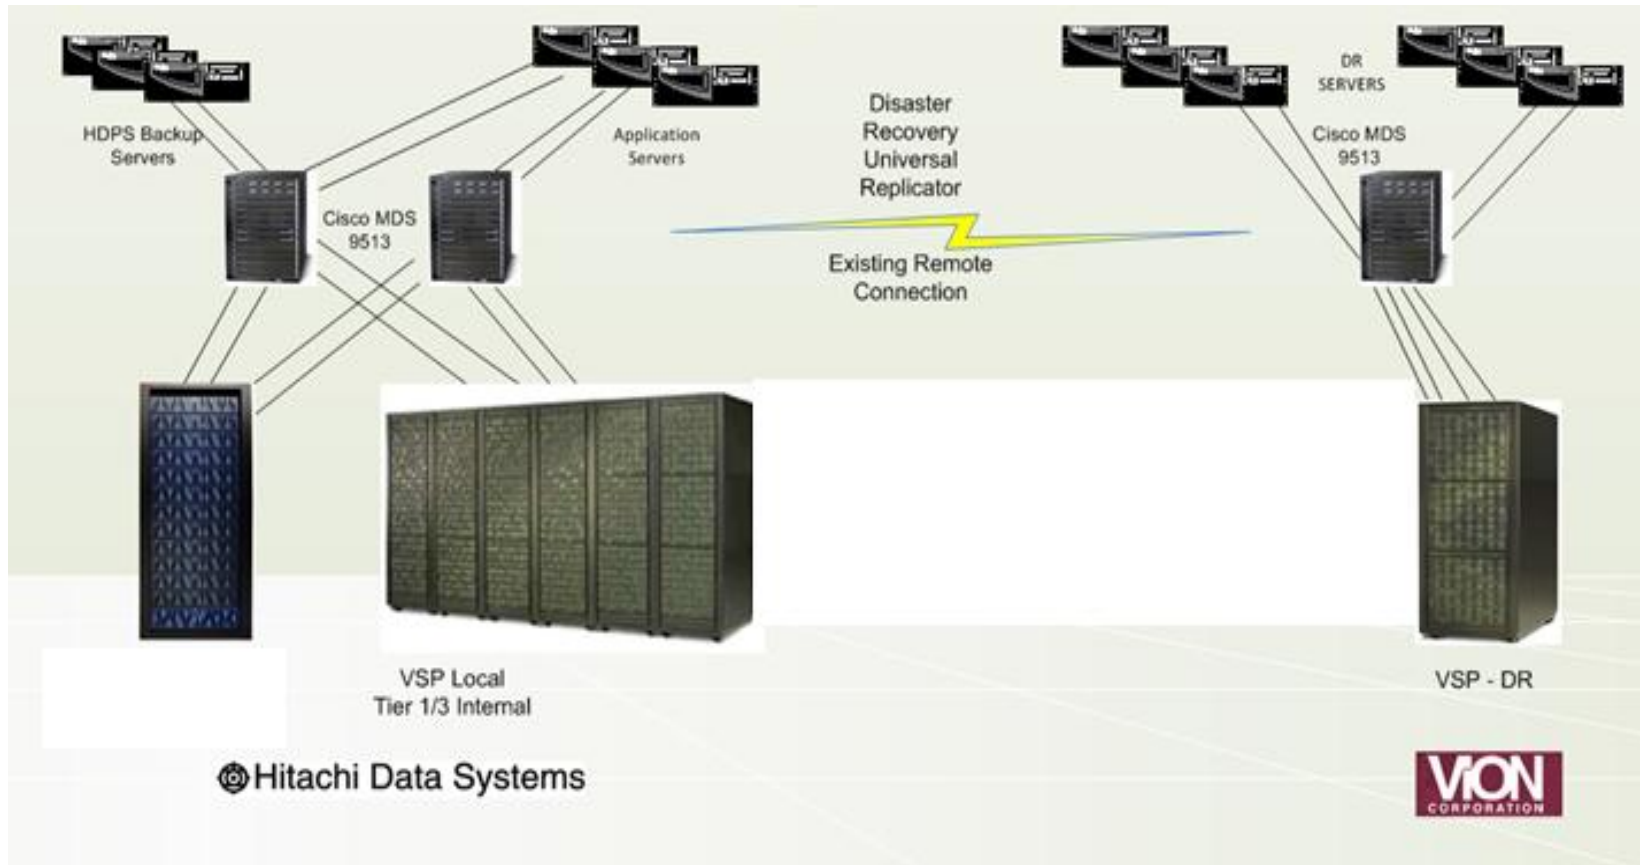 HDPS Backup
Servers
Application
Servers
Disaster
Recovery
Universal
Replicator
DR
SERVERS
Cisco MDS
9513
Cisco MDS
9513
Existing Remote
Connection
VSP Local
Tier 1/3 Internal
VSP - DR
Hitachi Data Systems
ViON
CORPORATION